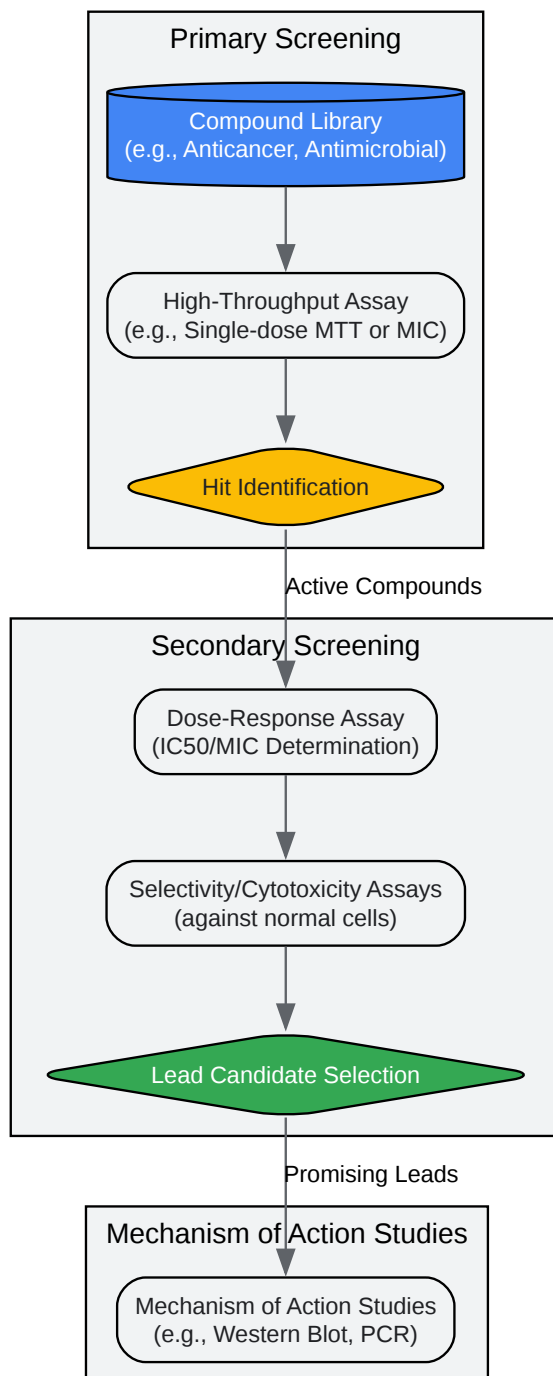 Primary Screening
Compound Library
(e.g., Anticancer, Antimicrobial)
High-Throughput Assay
(e.g., Single-dose MTT or MIC)
Hit Identification
Active Compounds
Secondary Screening
Dose-Response Assay
(IC50/MIC Determination)
Selectivity/Cytotoxicity Assays
(against normal cells)
Lead Candidate Selection
Promising Leads
Mechanism of Action Studies
Mechanism of Action Studies
(e.g., Western Blot, PCR)